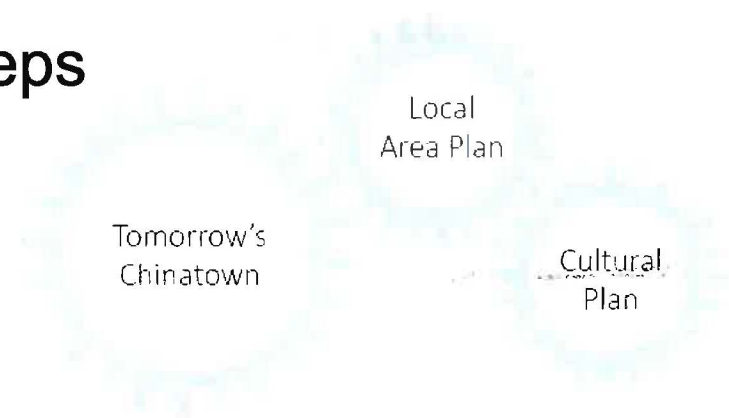 eps
Local
Area Plan
Tomorrow's
Chinatown
Cultural
Plan